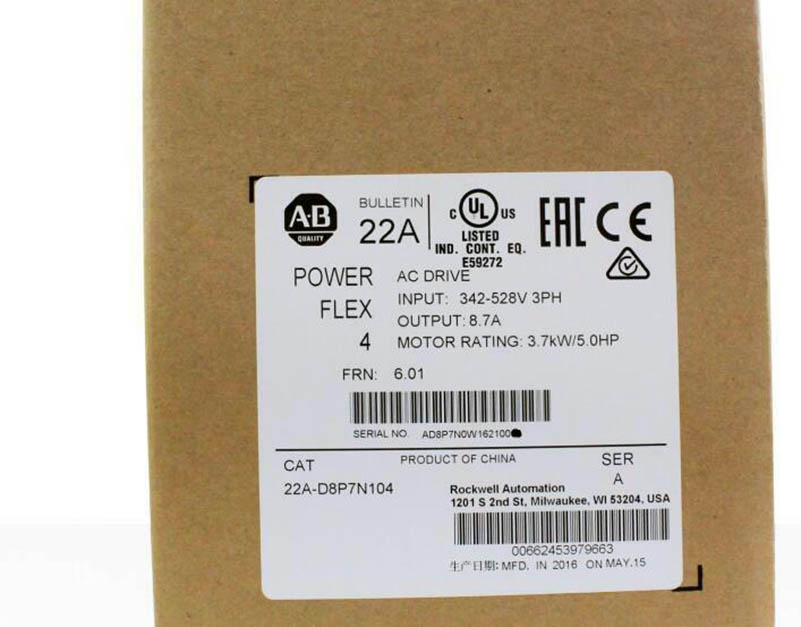 A-B
QUALITY
BULLETIN
22A
C UL US
LISTED
IND. CONT. EQ.
E59272
EAC CE
POWER
FLEX
4
AC DRIVE
INPUT: 342-528V 3PH
OUTPUT: 8.7A
MOTOR RATING: 3.7kW/5.0HP
FRN: 6.01
SERIAL NO. AD8P7N0W162100
PRODUCT OF CHINA
CAT
22A-D8P7N104
SER
A
Rockwell Automation
1201 S 2nd St, Milwaukee, WI 53204, USA
00662453979663
生产日期: MFD. IN 2016 ON MAY.15